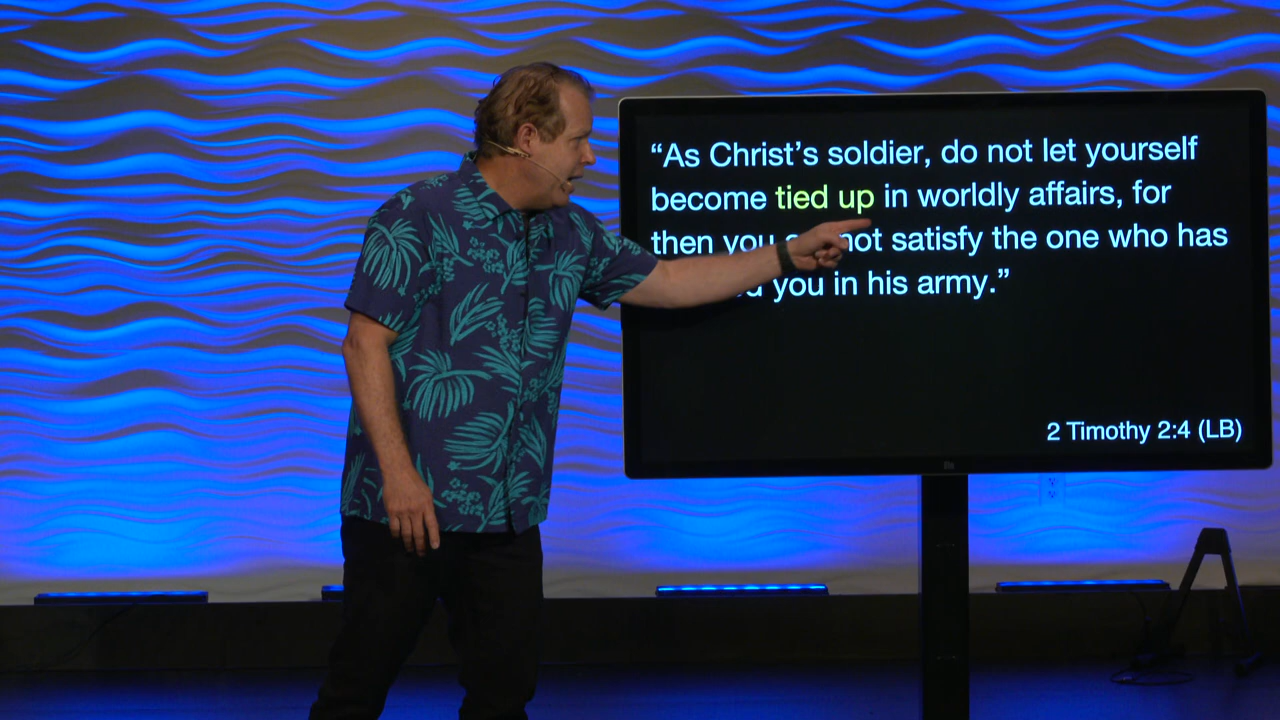 “As Christ’s soldier, do not let yourself
become tied up in worldly affairs, for
then you not satisfy the one who has
you in his army.”
2 Timothy 2:4 (LB)